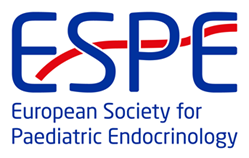 ESPE
European Society for
Paediatric Endocrinology